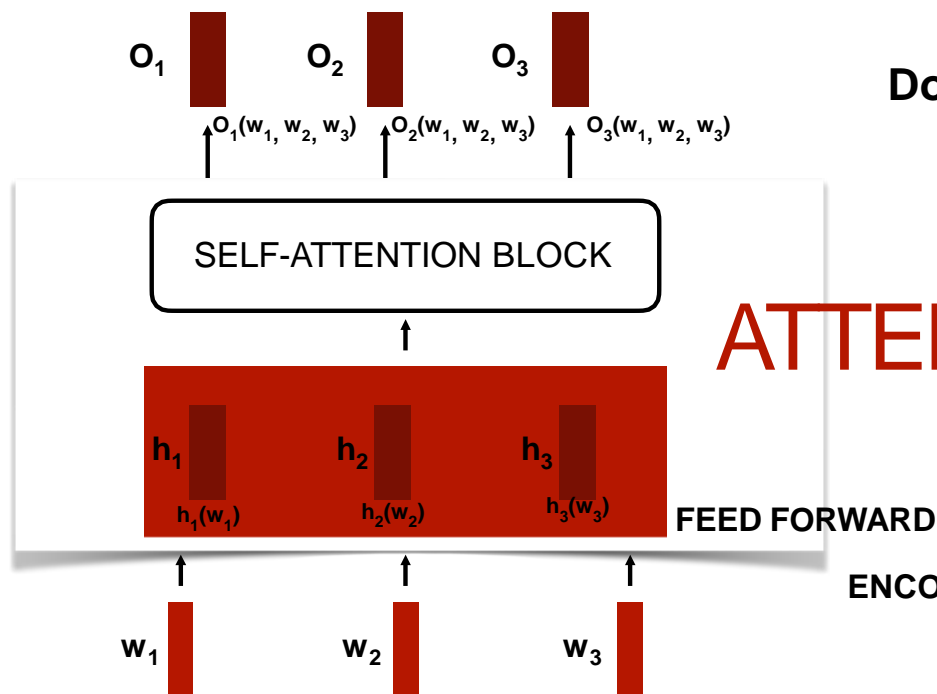 O₁ O₂ O₃
Do
O₁(w₁, w₂, w₃) O₂(w₁, w₂, w₃) O₃(w₁, w₂, w₃)
SELF-ATTENTION BLOCK
ATTE
h₁ h₂ h₃
h₁(w₁) h₂(w₂) h₃(w₃)
FEED FORWARD
ENCO
w₁ w₂ w₃